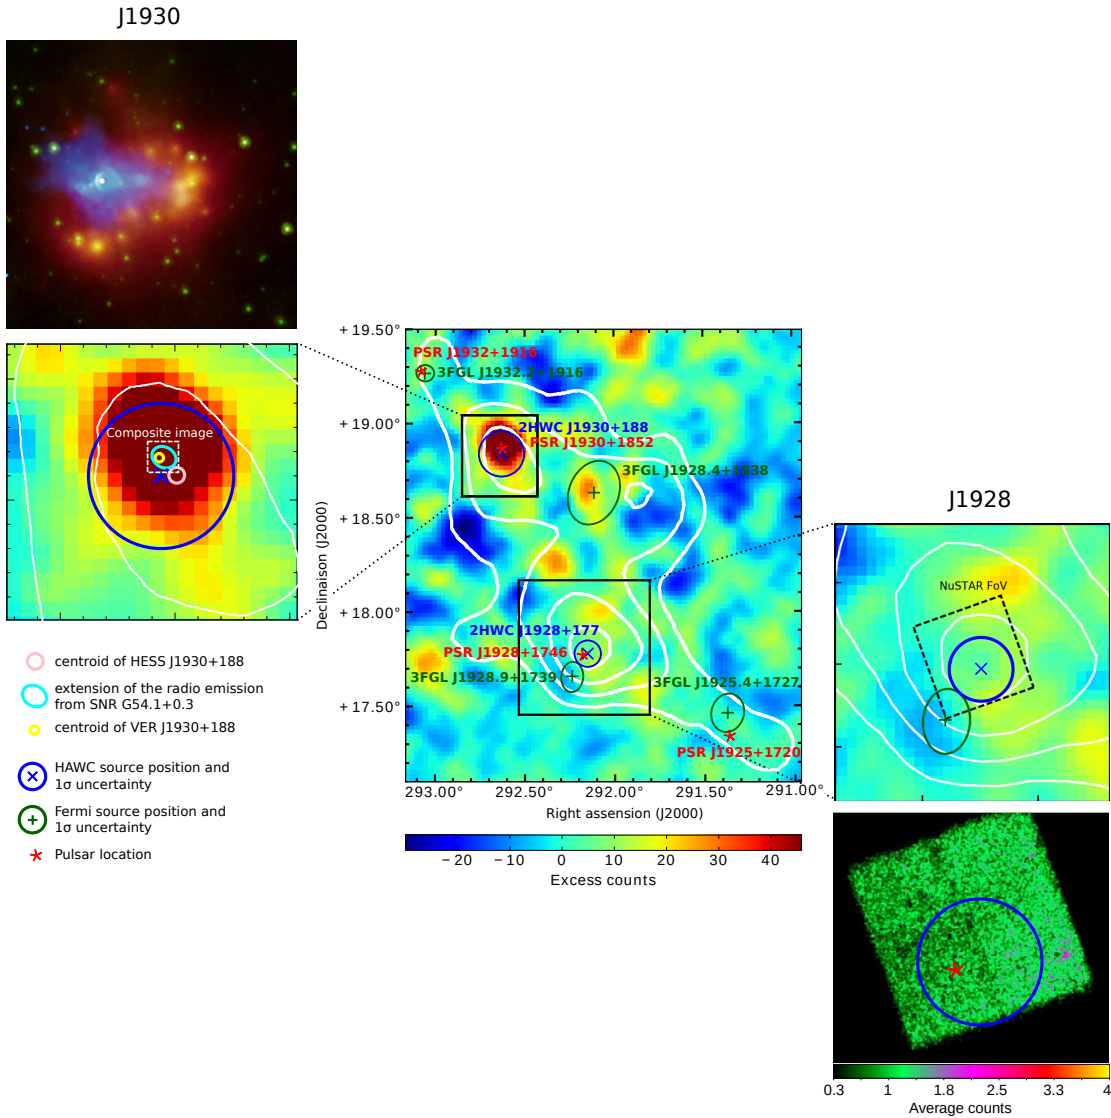 J1930
Composite image
centroid of HESS J1930+188
extension of the radio emission
from SNR G54.1+0.3
centroid of VER J1930+188
HAWC source position and
1σ uncertainty
Fermi source position and
1σ uncertainty
Pulsar location
Declinaison (J2000)
+19.50°
+19.00°
+18.50°
+18.00°
+17.50°
PSR J1932+1916
3FGL J1932.2+1916
2HWC J1930+188
PSR J1930+1852
3FGL J1928.4+1838
2HWC J1928+177
PSR J1928+1746
3FGL J1928.9+1739
3FGL J1925.4+1727
PSR J1925+1720
293.00° 292.50° 292.00° 291.50° 291.00°
Right assension (J2000)
−20 −10 0 10 20 30 40
Excess counts
J1928
NuSTAR FoV
0.3 1 1.8 2.5 3.3 4
Average counts